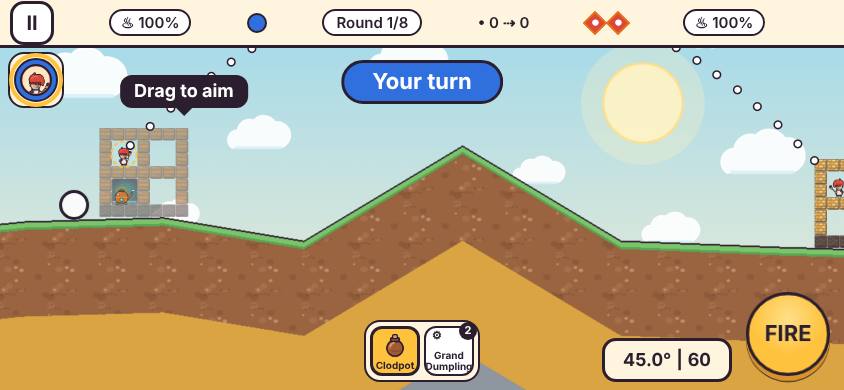 100%
Round 1/8
• 0 ⇢ 0
100%
Drag to aim
Your turn
Clodpot
2
Grand
Dumpling
45.0° | 60
FIRE